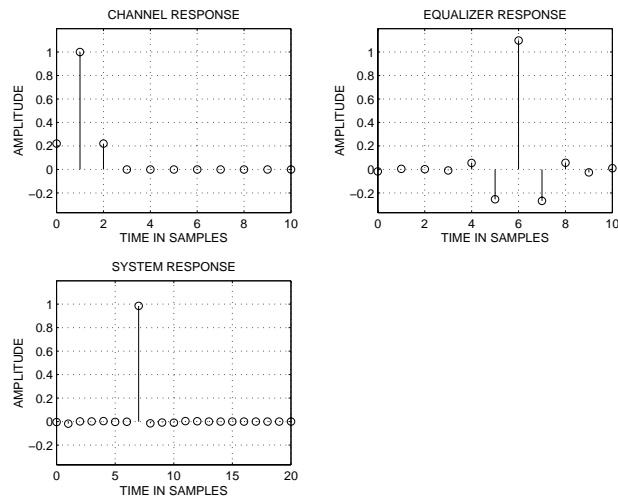 CHANNEL RESPONSE
1
0.8
0.6
0.4
0.2
0
−0.2
AMPLITUDE
0 2 4 6 8 10
TIME IN SAMPLES
EQUALIZER RESPONSE
1
0.8
0.6
0.4
0.2
0
−0.2
AMPLITUDE
0 2 4 6 8 10
TIME IN SAMPLES
SYSTEM RESPONSE
1
0.8
0.6
0.4
0.2
0
−0.2
AMPLITUDE
0 5 10 15 20
TIME IN SAMPLES